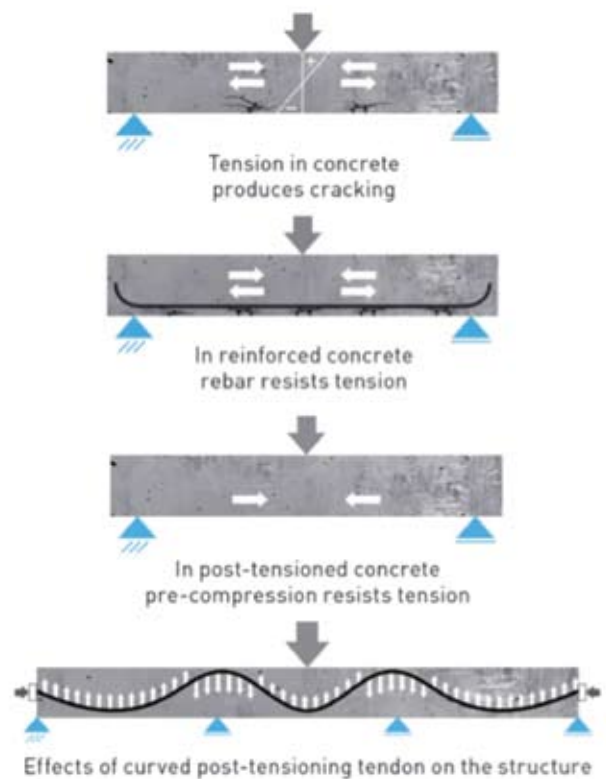 Tension in concrete
produces cracking
In reinforced concrete
rebar resists tension
In post-tensioned concrete
pre-compression resists tension
Effects of curved post-tensioning tendon on the structure